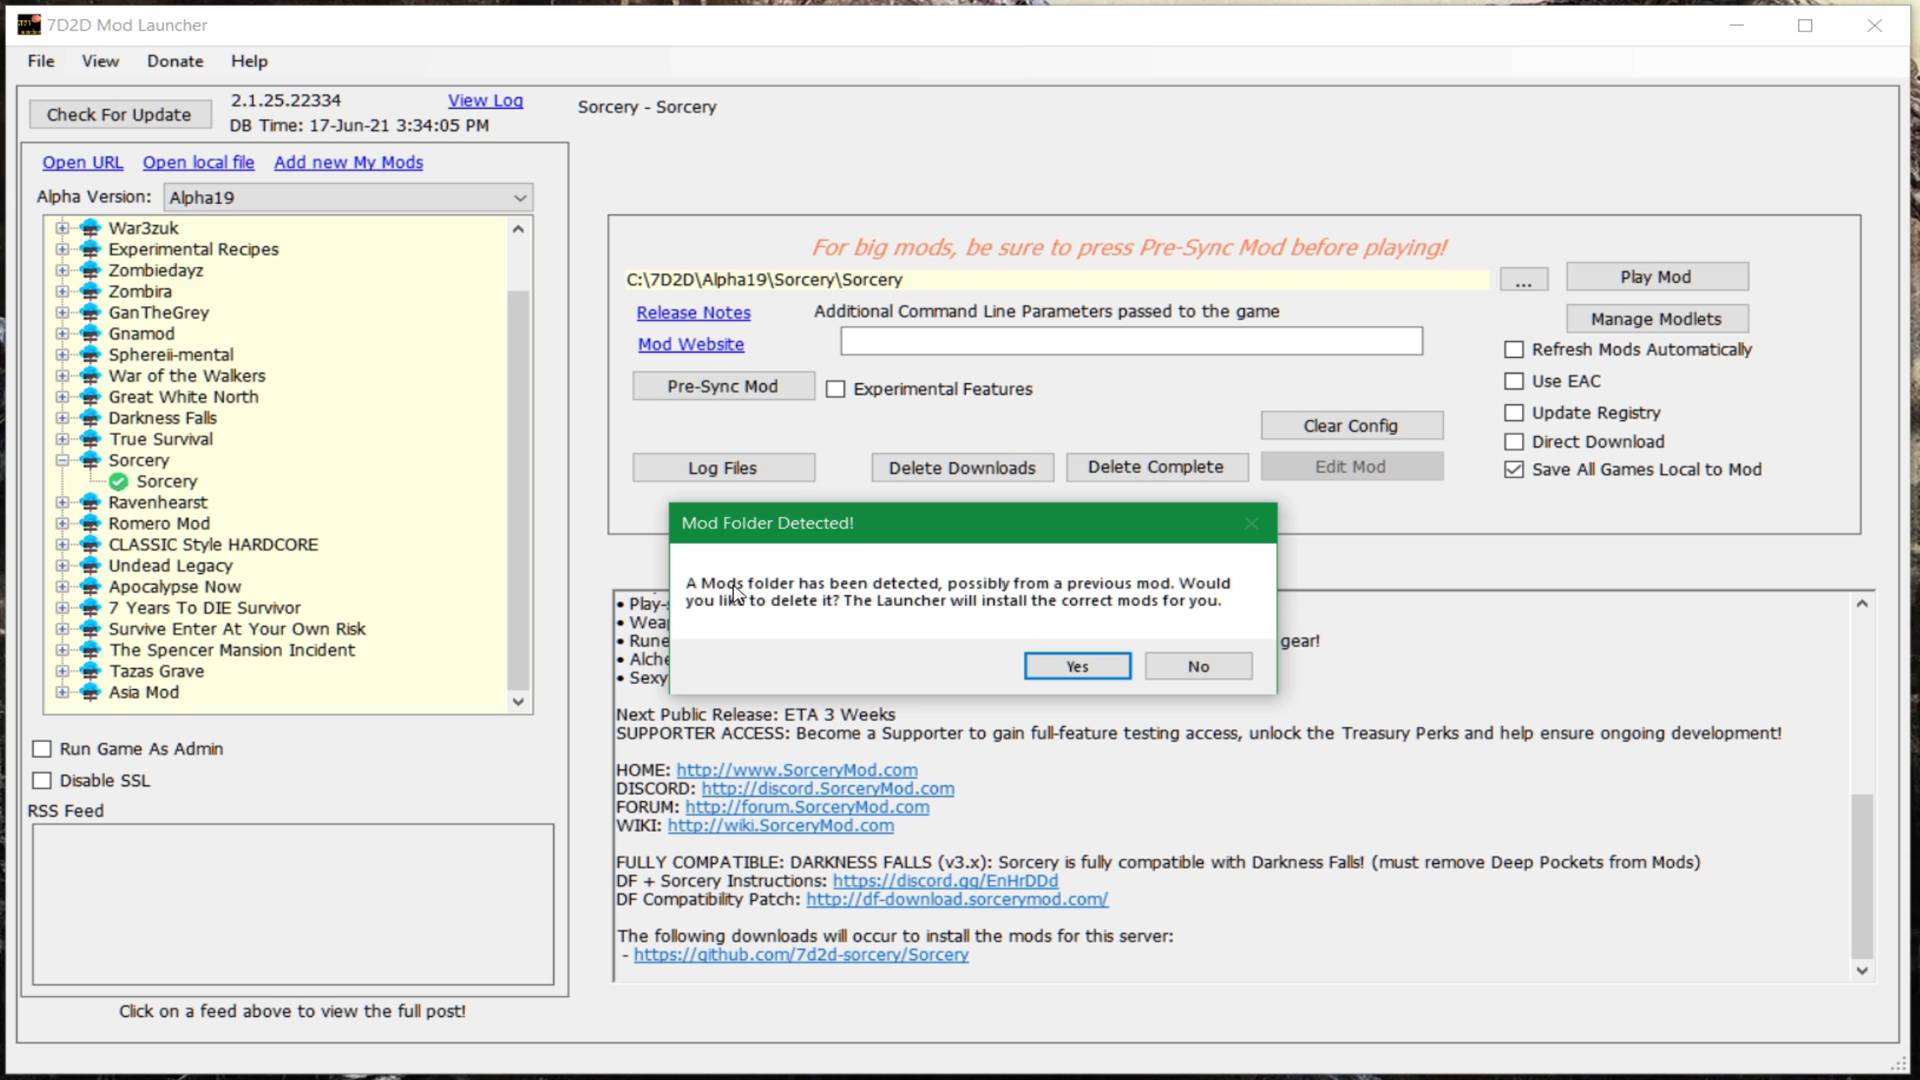 7D2D Mod Launcher
File View Donate Help
Check For Update
2.1.25.22334
View Log
DB Time: 17-Jun-21 3:34:05 PM
Sorcery - Sorcery
Open URL Open local file Add new My Mods
Alpha Version: Alpha19
War3zuk
Experimental Recipes
Zombiedayz
Zombira
GanTheGrey
Gnamod
Sphereii-mental
War of the Walkers
Great White North
Darkness Falls
True Survival
Sorcery
Sorcery
Ravenhearst
Romero Mod
CLASSIC Style HARDCORE
Undead Legacy
Apocalypse Now
7 Years To DIE Survivor
Survive Enter At Your Own Risk
The Spencer Mansion Incident
Tazas Grave
Asia Mod
Run Game As Admin
Disable SSL
RSS Feed
Click on a feed above to view the full post!
For big mods, be sure to press Pre-Sync Mod before playing!
C:\7D2D\Alpha19\Sorcery\Sorcery
...
Play Mod
Release Notes
Additional Command Line Parameters passed to the game
Manage Modlets
Mod Website
Refresh Mods Automatically
Pre-Sync Mod
Experimental Features
Use EAC
Update Registry
Clear Config
Direct Download
Log Files
Delete Downloads
Delete Complete
Edit Mod
Save All Games Local to Mod
Mod Folder Detected!
A Mods folder has been detected, possibly from a previous mod. Would
you like to delete it? The Launcher will install the correct mods for you.
Yes
No
• Play-
•
• Rune
gear!
• Alche
• Sexy
Next Public Release: ETA 3 Weeks
SUPPORTER ACCESS: Become a Supporter to gain full-feature testing access, unlock the Treasury Perks and help ensure ongoing development!
HOME: http://www.SorceryMod.com
DISCORD: http://discord.SorceryMod.com
FORUM: http://forum.SorceryMod.com
WIKI: http://wiki.SorceryMod.com
FULLY COMPATIBLE: DARKNESS FALLS (v3.x): Sorcery is fully compatible with Darkness Falls! (must remove Deep Pockets from Mods)
DF + Sorcery Instructions: https://discord.gg/EnHrDDd
DF Compatibility Patch: http://df-download.sorcerymod.com/
The following downloads will occur to install the mods for this server:
- https://github.com/7d2d-sorcery/Sorcery